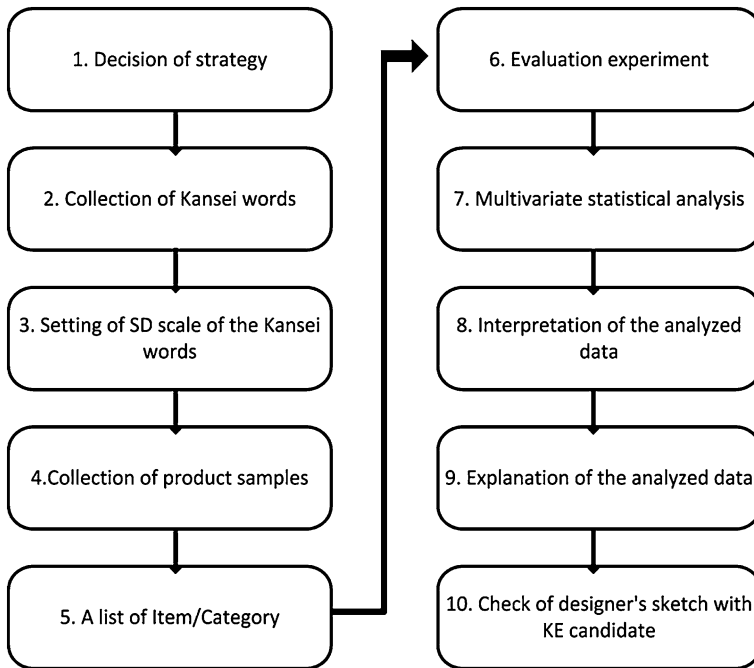 1. Decision of strategy
2. Collection of Kansei words
3. Setting of SD scale of the Kansei
words
4.Collection of product samples
5. A list of Item/Category
6. Evaluation experiment
7. Multivariate statistical analysis
8. Interpretation of the analyzed
data
9. Explanation of the analyzed data
10. Check of designer's sketch with
KE candidate